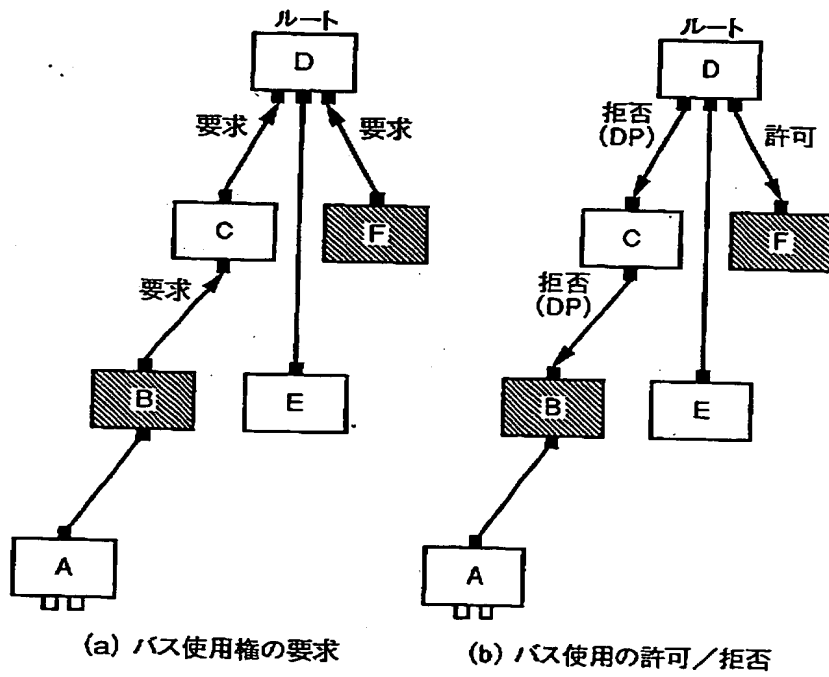 ルート
D
要求
要求
C
F
要求
B
E
A
(a) バス使用権の要求
ルート
D
拒否
(DP)
許可
C
F
拒否
(DP)
B
E
A
(b) バス使用の許可／拒否